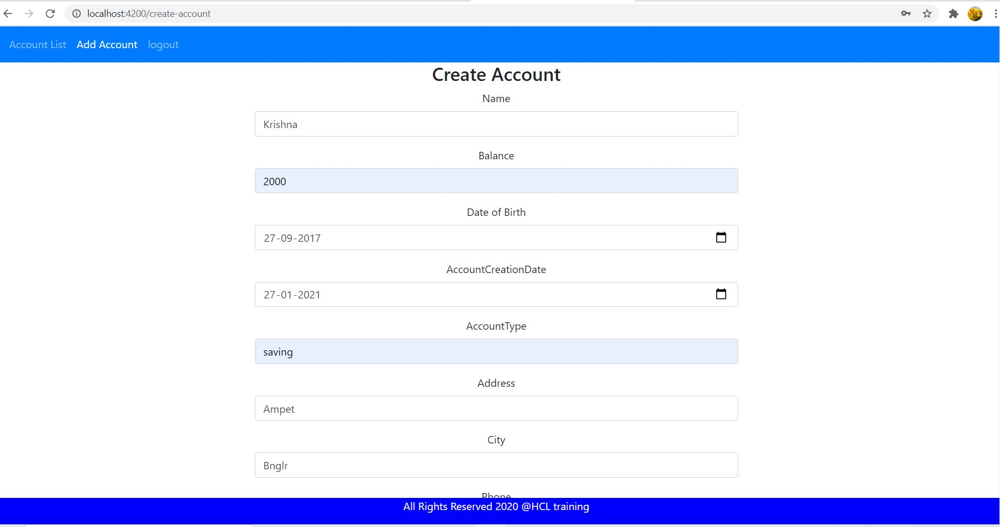 localhost:4200/create-account
Account List Add Account logout
Create Account
Name
Krishna
Balance
2000
Date of Birth
27-09-2017
AccountCreationDate
27-01-2021
AccountType
saving
Address
Ampet
City
Bnglr
Phone
All Rights Reserved 2020 @HCL training